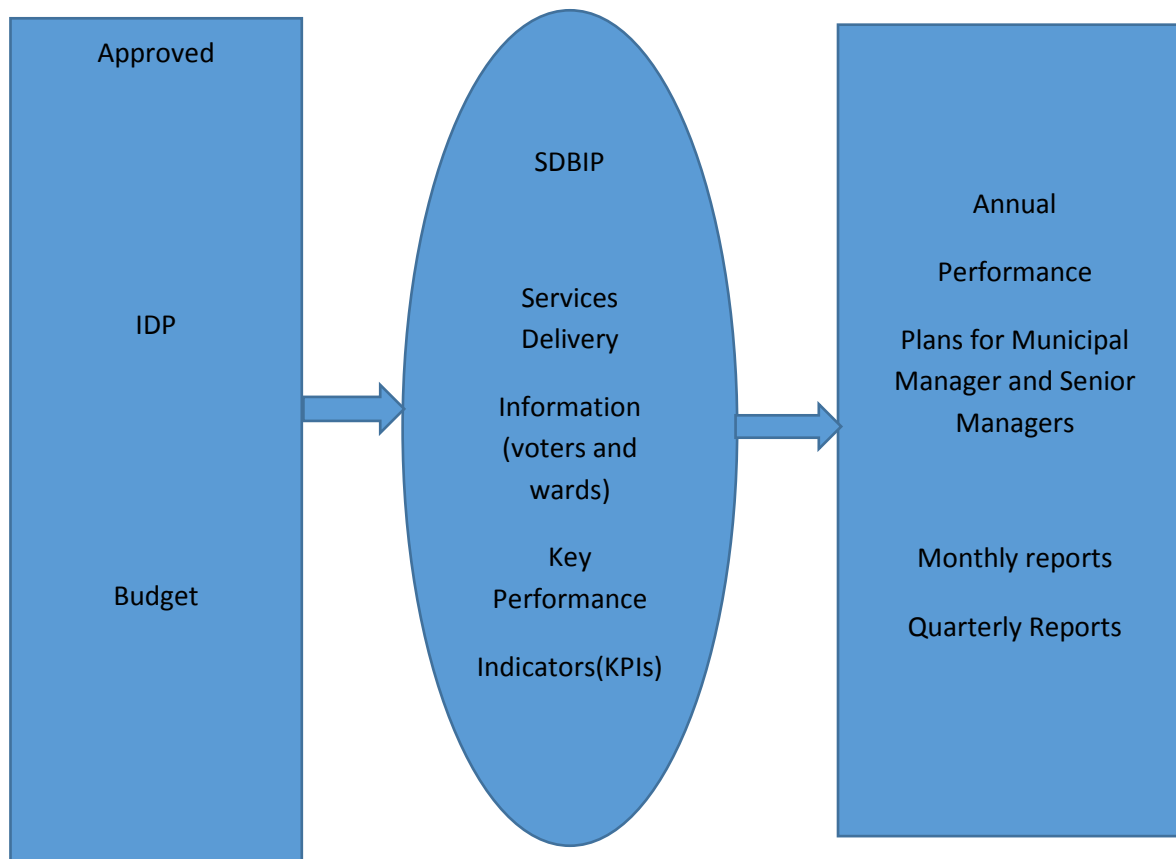 Approved
IDP
Budget
SDBIP
Services
Delivery
Information
(voters and
wards)
Key
Performance
Indicators(KPIs)
Annual
Performance
Plans for Municipal
Manager and Senior
Managers
Monthly reports
Quarterly Reports